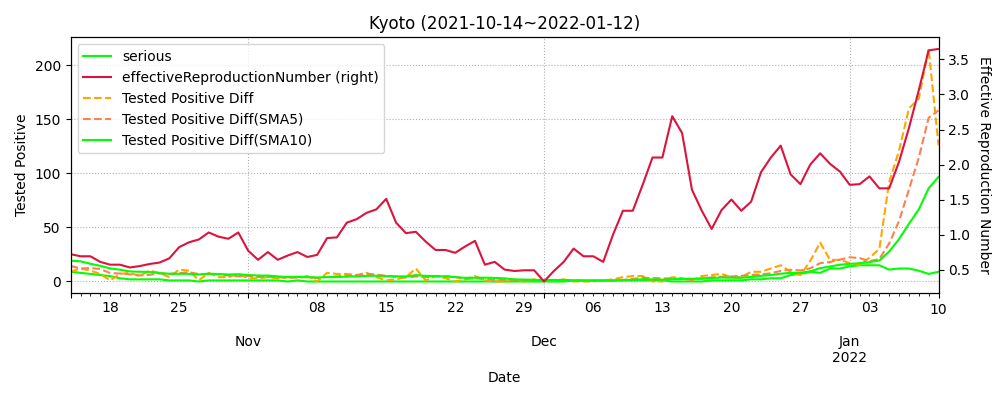 Kyoto (2021-10-14~2022-01-12)
serious
effectiveReproductionNumber (right)
Tested Positive Diff
Tested Positive Diff(SMA5)
Tested Positive Diff(SMA10)
Tested Positive
200
150
100
50
0
Effective Reproduction Number
3.5
3.0
2.5
2.0
1.5
1.0
0.5
18 25 08 15 22 29 06 13 20 27 03 10
Nov Dec Jan
2022
Date